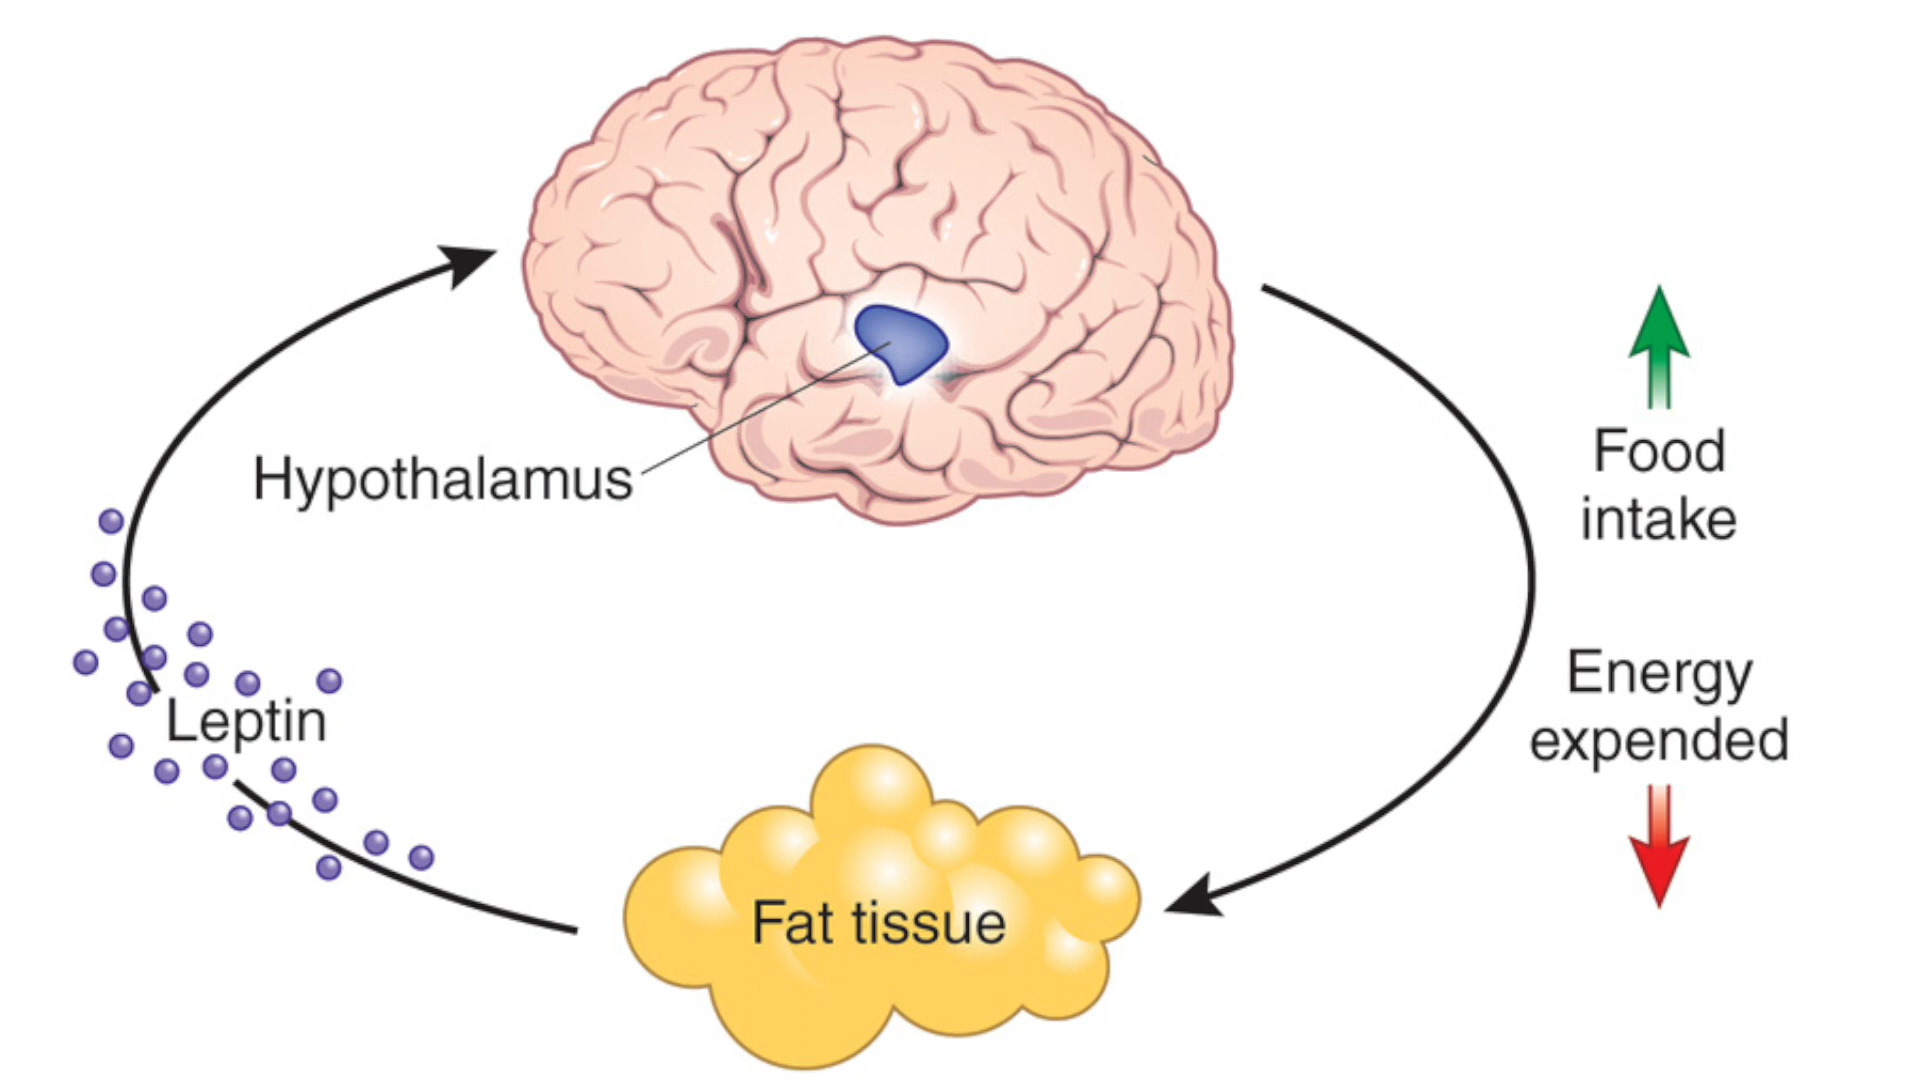 Hypothalamus
Food
intake
Energy
expended
Leptin
Fat tissue